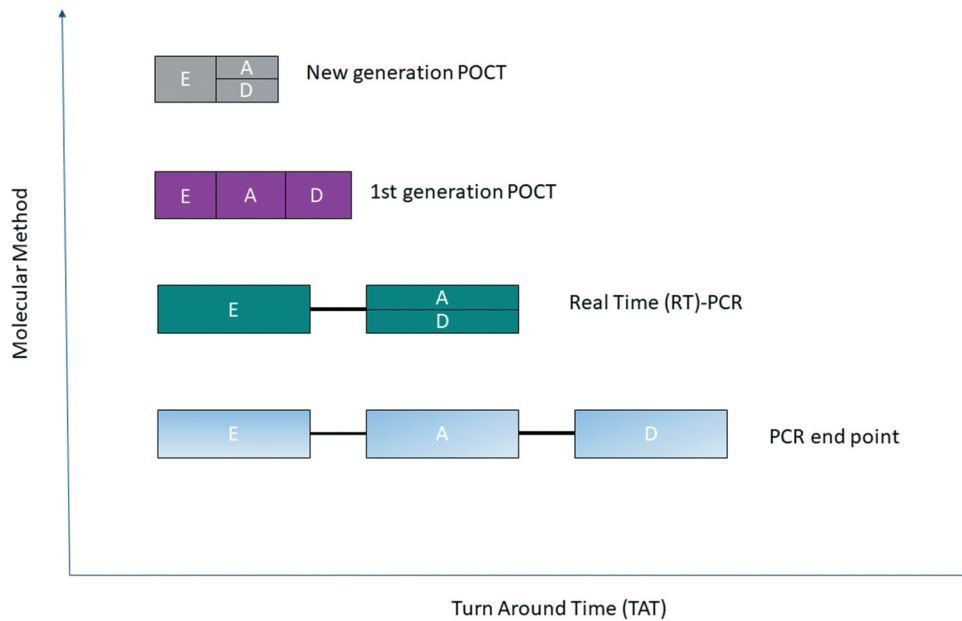 E
A
D
New generation POCT
E A D
1st generation POCT
E
A
D
Real Time (RT)-PCR
E A D
PCR end point
Molecular Method
Turn Around Time (TAT)